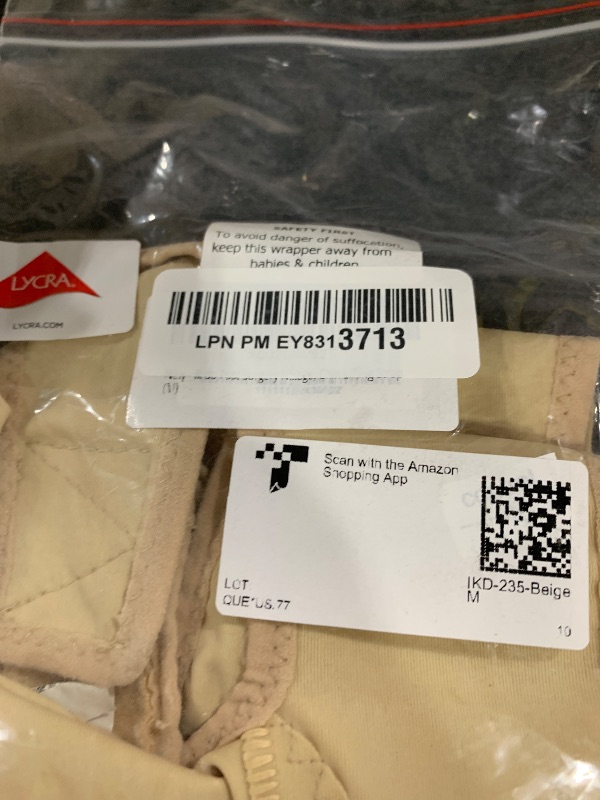 SAFETY FIRST
To avoid danger of suffocation,
keep this wrapper away from
babies & children
LYCRA®
LYCRA.COM
LPN PM EY8313713
Scan with the Amazon
Shopping App
LOT
QUE*US.77
IKD-235-Beige
M
10